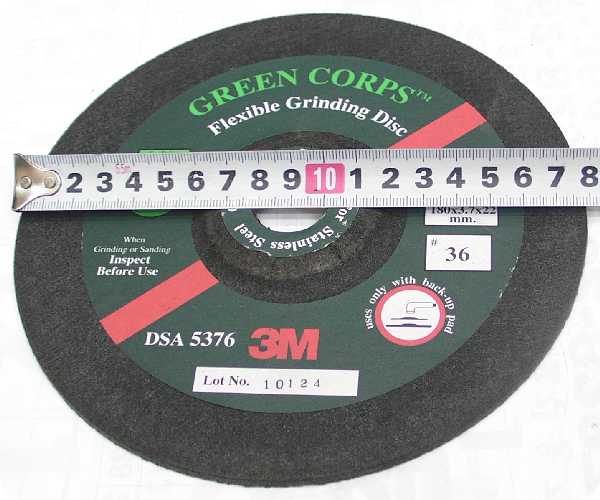 GREEN CORPS™
Flexible Grinding Disc
2 3 4 5 6 7 8 9 10 1 2 3 4 5 6 7 8
for Stainless Steel
180x3.7x22
mm.
When
Grinding or Sanding
Inspect
Before Use
# 36
uses only with back-up pad
DSA 5376
3M
Lot No. 10124